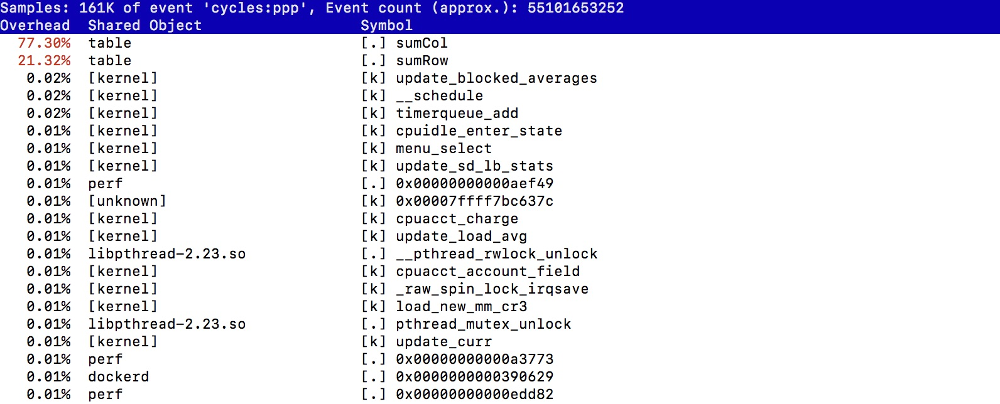 Samples: 161K of event 'cycles:ppp', Event count (approx.): 55101653252
Overhead  Shared Object                  Symbol
77.30%  table                          [.] sumCol
21.32%  table                          [.] sumRow
0.02%  [kernel]                       [k] update_blocked_averages
0.02%  [kernel]                       [k] __schedule
0.02%  [kernel]                       [k] timerqueue_add
0.01%  [kernel]                       [k] cpuidle_enter_state
0.01%  [kernel]                       [k] menu_select
0.01%  [kernel]                       [k] update_sd_lb_stats
0.01%  perf                           [.] 0x00000000000aef49
0.01%  [unknown]                      [k] 0x00007ffff7bc637c
0.01%  [kernel]                       [k] cpuacct_charge
0.01%  [kernel]                       [k] update_load_avg
0.01%  libpthread-2.23.so             [.] __pthread_rwlock_unlock
0.01%  [kernel]                       [k] cpuacct_account_field
0.01%  [kernel]                       [k] _raw_spin_lock_irqsave
0.01%  [kernel]                       [k] load_new_mm_cr3
0.01%  libpthread-2.23.so             [.] pthread_mutex_unlock
0.01%  [kernel]                       [k] update_curr
0.01%  perf                           [.] 0x00000000000a3773
0.01%  dockerd                        [.] 0x0000000000390629
0.01%  perf                           [.] 0x00000000000edd82